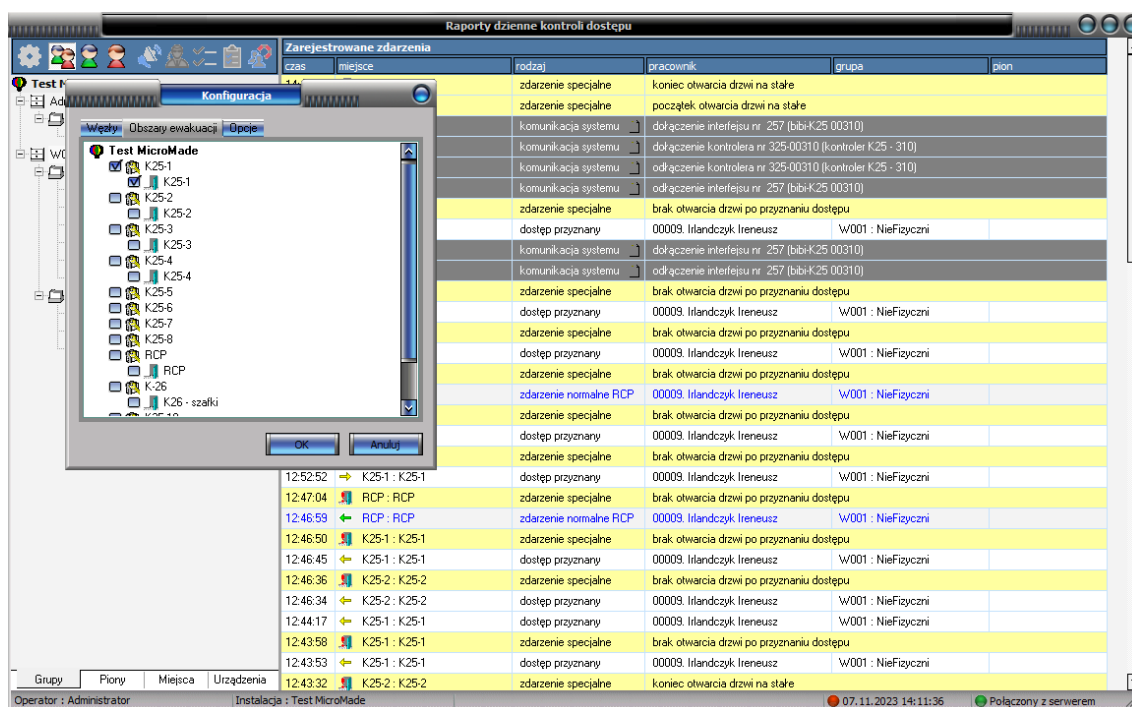 Raporty dzienne kontroli dostępu
Zarejestrowane zdarzenia
czas miejsce rodzaj pracownik grupa pion
zdarzenie specjalne koniec otwarcia drzwi na stałe
zdarzenie specjalne początek otwarcia drzwi na stałe
komunikacja systemu dołączenie interfejsu nr 257 (bibi-K25 00310)
komunikacja systemu dołączenie kontrolera nr 325-00310 (kontroler K25 - 310)
komunikacja systemu odłączenie kontrolera nr 325-00310 (kontroler K25 - 310)
komunikacja systemu odłączenie interfejsu nr 257 (bibi-K25 00310)
zdarzenie specjalne brak otwarcia drzwi po przyznaniu dostępu
dostęp przyznany 00009. Irlandczyk Ireneusz W001 : NieFizyczni
komunikacja systemu dołączenie interfejsu nr 257 (bibi-K25 00310)
komunikacja systemu odłączenie interfejsu nr 257 (bibi-K25 00310)
zdarzenie specjalne brak otwarcia drzwi po przyznaniu dostępu
dostęp przyznany 00009. Irlandczyk Ireneusz W001 : NieFizyczni
zdarzenie specjalne brak otwarcia drzwi po przyznaniu dostępu
dostęp przyznany 00009. Irlandczyk Ireneusz W001 : NieFizyczni
zdarzenie specjalne brak otwarcia drzwi po przyznaniu dostępu
zdarzenie normalne RCP 00009. Irlandczyk Ireneusz W001 : NieFizyczni
zdarzenie specjalne brak otwarcia drzwi po przyznaniu dostępu
dostęp przyznany 00009. Irlandczyk Ireneusz W001 : NieFizyczni
zdarzenie specjalne brak otwarcia drzwi po przyznaniu dostępu
12:52:52 K25-1 : K25-1 dostęp przyznany 00009. Irlandczyk Ireneusz W001 : NieFizyczni
12:47:04 RCP : RCP zdarzenie specjalne brak otwarcia drzwi po przyznaniu dostępu
12:46:59 RCP : RCP zdarzenie normalne RCP 00009. Irlandczyk Ireneusz W001 : NieFizyczni
12:46:50 K25-1 : K25-1 zdarzenie specjalne brak otwarcia drzwi po przyznaniu dostępu
12:46:45 K25-1 : K25-1 dostęp przyznany 00009. Irlandczyk Ireneusz W001 : NieFizyczni
12:46:36 K25-2 : K25-2 zdarzenie specjalne brak otwarcia drzwi po przyznaniu dostępu
12:46:34 K25-2 : K25-2 dostęp przyznany 00009. Irlandczyk Ireneusz W001 : NieFizyczni
12:44:17 K25-1 : K25-1 dostęp przyznany 00009. Irlandczyk Ireneusz W001 : NieFizyczni
12:43:58 K25-1 : K25-1 zdarzenie specjalne brak otwarcia drzwi po przyznaniu dostępu
12:43:53 K25-1 : K25-1 dostęp przyznany 00009. Irlandczyk Ireneusz W001 : NieFizyczni
12:43:32 K25-2 : K25-2 zdarzenie specjalne koniec otwarcia drzwi na stałe
Test
Konfiguracja
Węzły Obszary ewakuacji Opcje
Test MicroMade
K25-1
K25-1
K25-2
K25-2
K25-3
K25-3
K25-4
K25-4
K25-5
K25-6
K25-7
K25-8
RCP
RCP
K-26
K26 - szafki
OK Anuluj
Grupy Piony Miejsca Urządzenia
Operator : Administrator Instalacja : Test MicroMade 07.11.2023 14:11:36 Połączony z serwerem